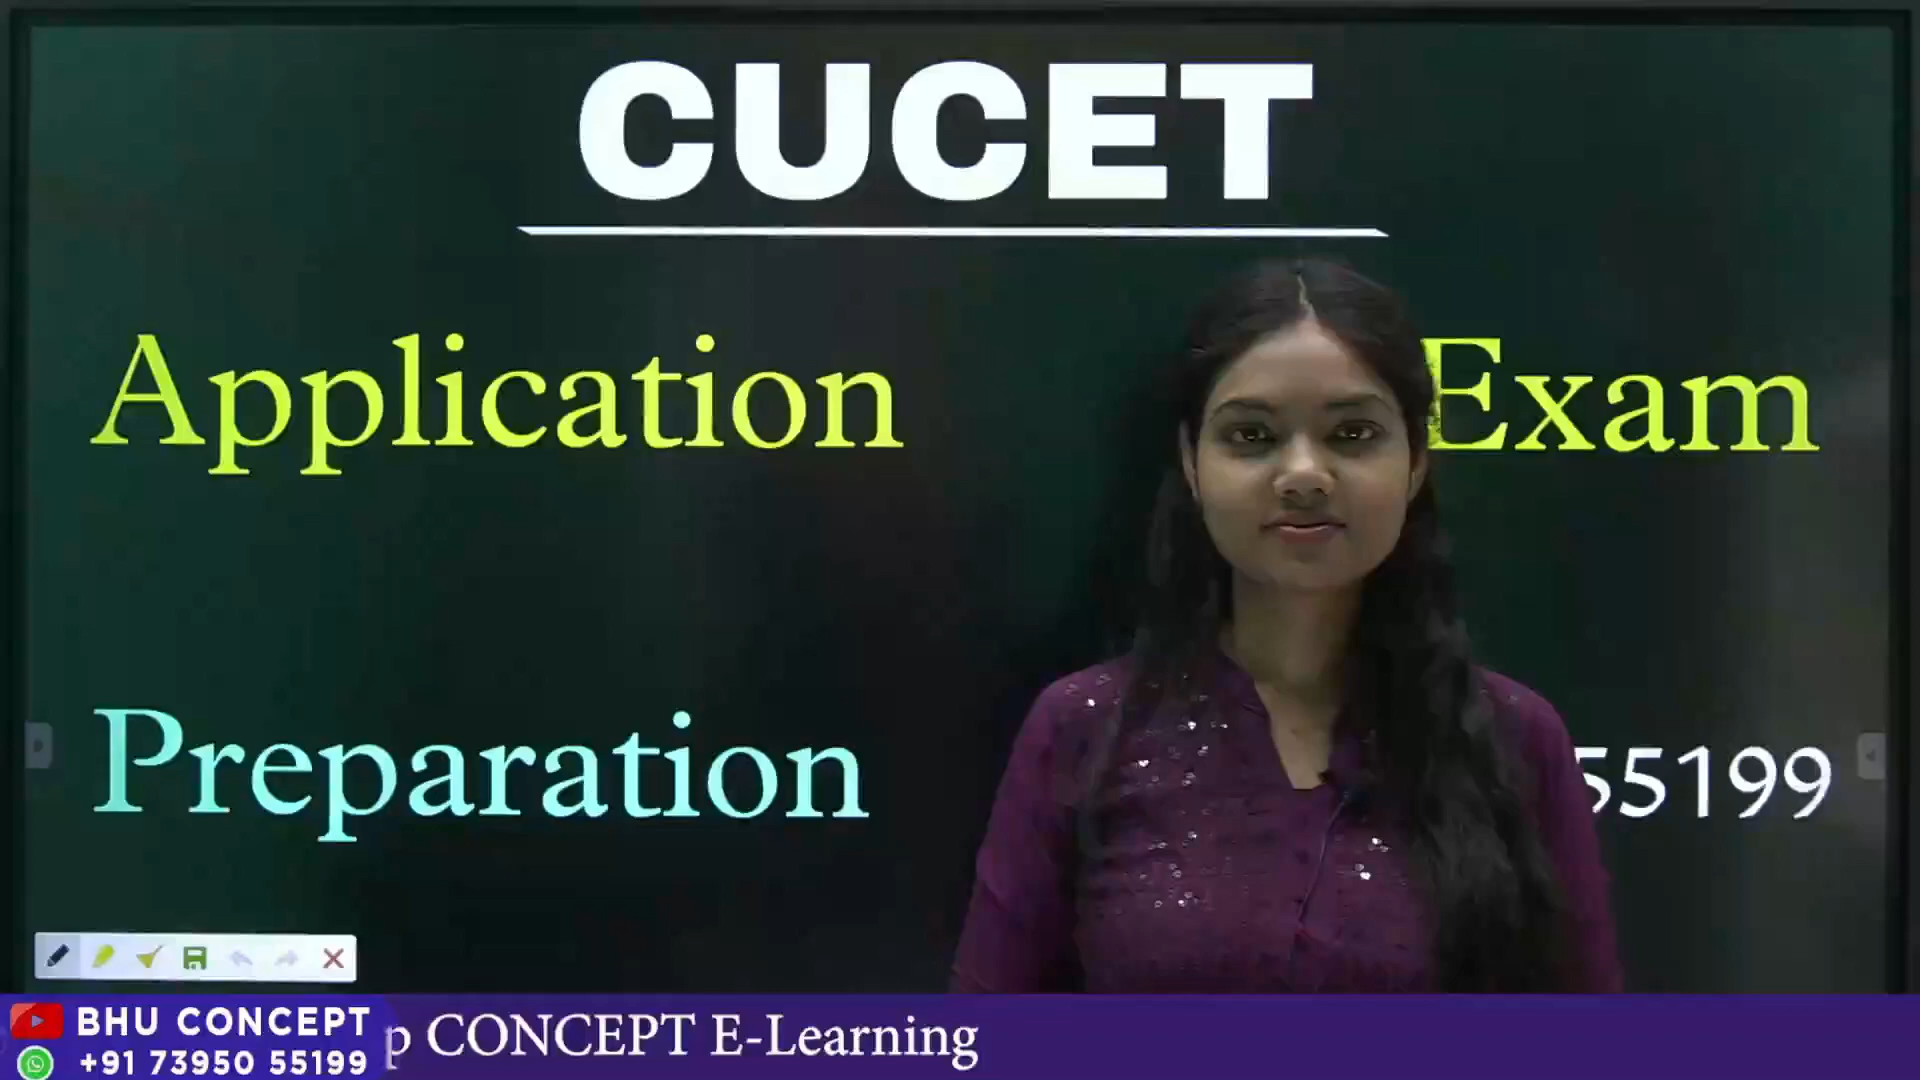 CUCET
Application
Exam
Preparation
55199
BHU CONCEPT
+91 73950 55199
p CONCEPT E-Learning